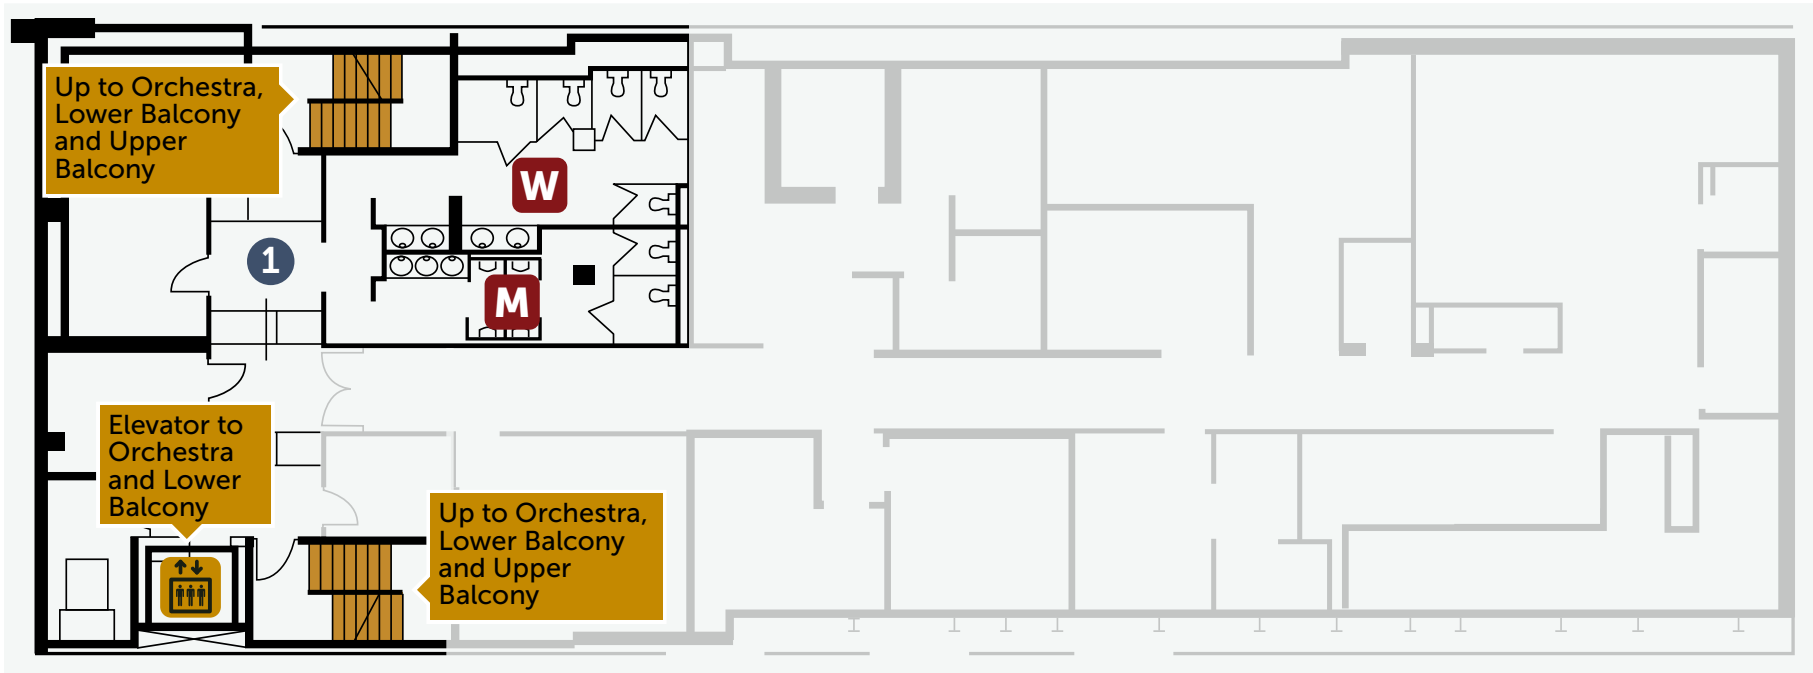 Up to Orchestra,
Lower Balcony
and Upper
Balcony
W
1
M
Elevator to
Orchestra
and Lower
Balcony
Up to Orchestra,
Lower Balcony
and Upper
Balcony